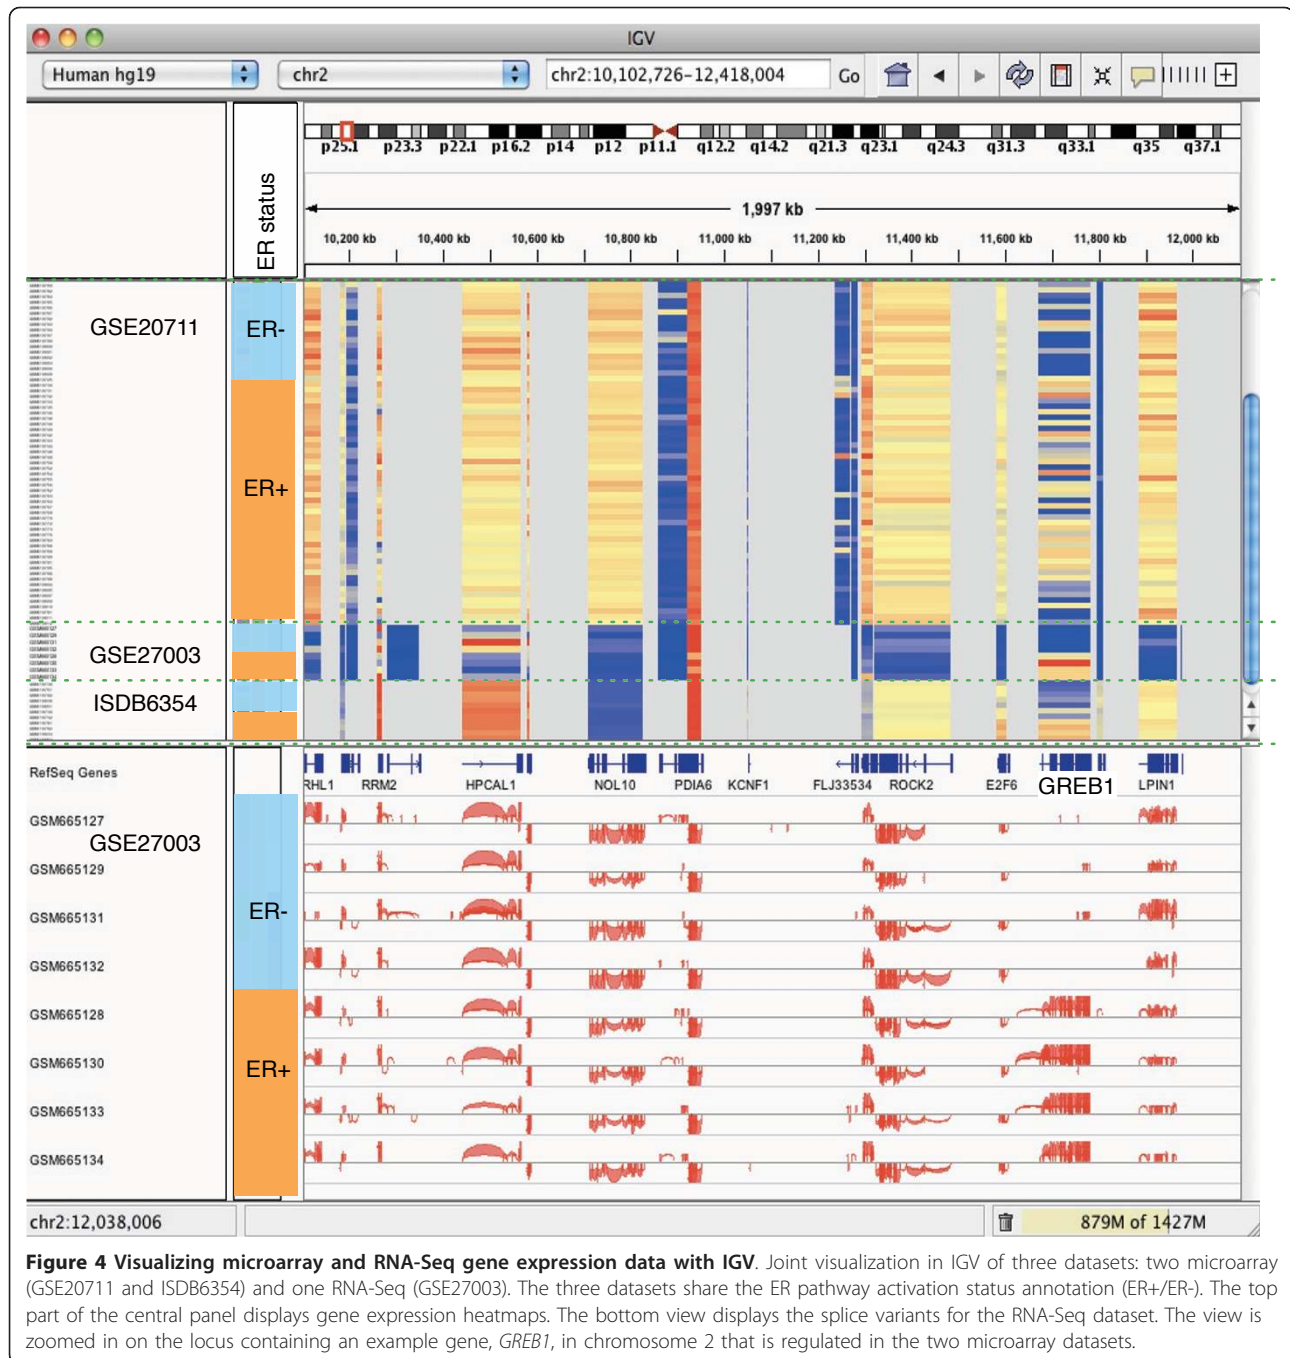 IGV
Human hg19
chr2
chr2:10,102,726-12,418,004
Go
p25.1 p23.3 p22.1 p16.2 p14 p12 p11.1 q12.2 q14.2 q21.3 q23.1 q24.3 q31.3 q33.1 q35 q37.1
ER status
1,997 kb
10,200 kb 10,400 kb 10,600 kb 10,800 kb 11,000 kb 11,200 kb 11,400 kb 11,600 kb 11,800 kb 12,000 kb
GSE20711
ER-
ER+
GSE27003
ISDB6354
RefSeq Genes
RHL1 RRM2 HPCAL1 NOL10 PDIA6 KCNF1 FLJ33534 ROCK2 E2F6 GREB1 LPIN1
GSM665127
GSE27003
GSM665129
ER-
GSM665131
GSM665132
GSM665128
ER+
GSM665130
GSM665133
GSM665134
chr2:12,038,006
879M of 1427M
Figure 4 Visualizing microarray and RNA-Seq gene expression data with IGV. Joint visualization in IGV of three datasets: two microarray
(GSE20711 and ISDB6354) and one RNA-Seq (GSE27003). The three datasets share the ER pathway activation status annotation (ER+/ER-). The top
part of the central panel displays gene expression heatmaps. The bottom view displays the splice variants for the RNA-Seq dataset. The view is
zoomed in on the locus containing an example gene, GREB1, in chromosome 2 that is regulated in the two microarray datasets.